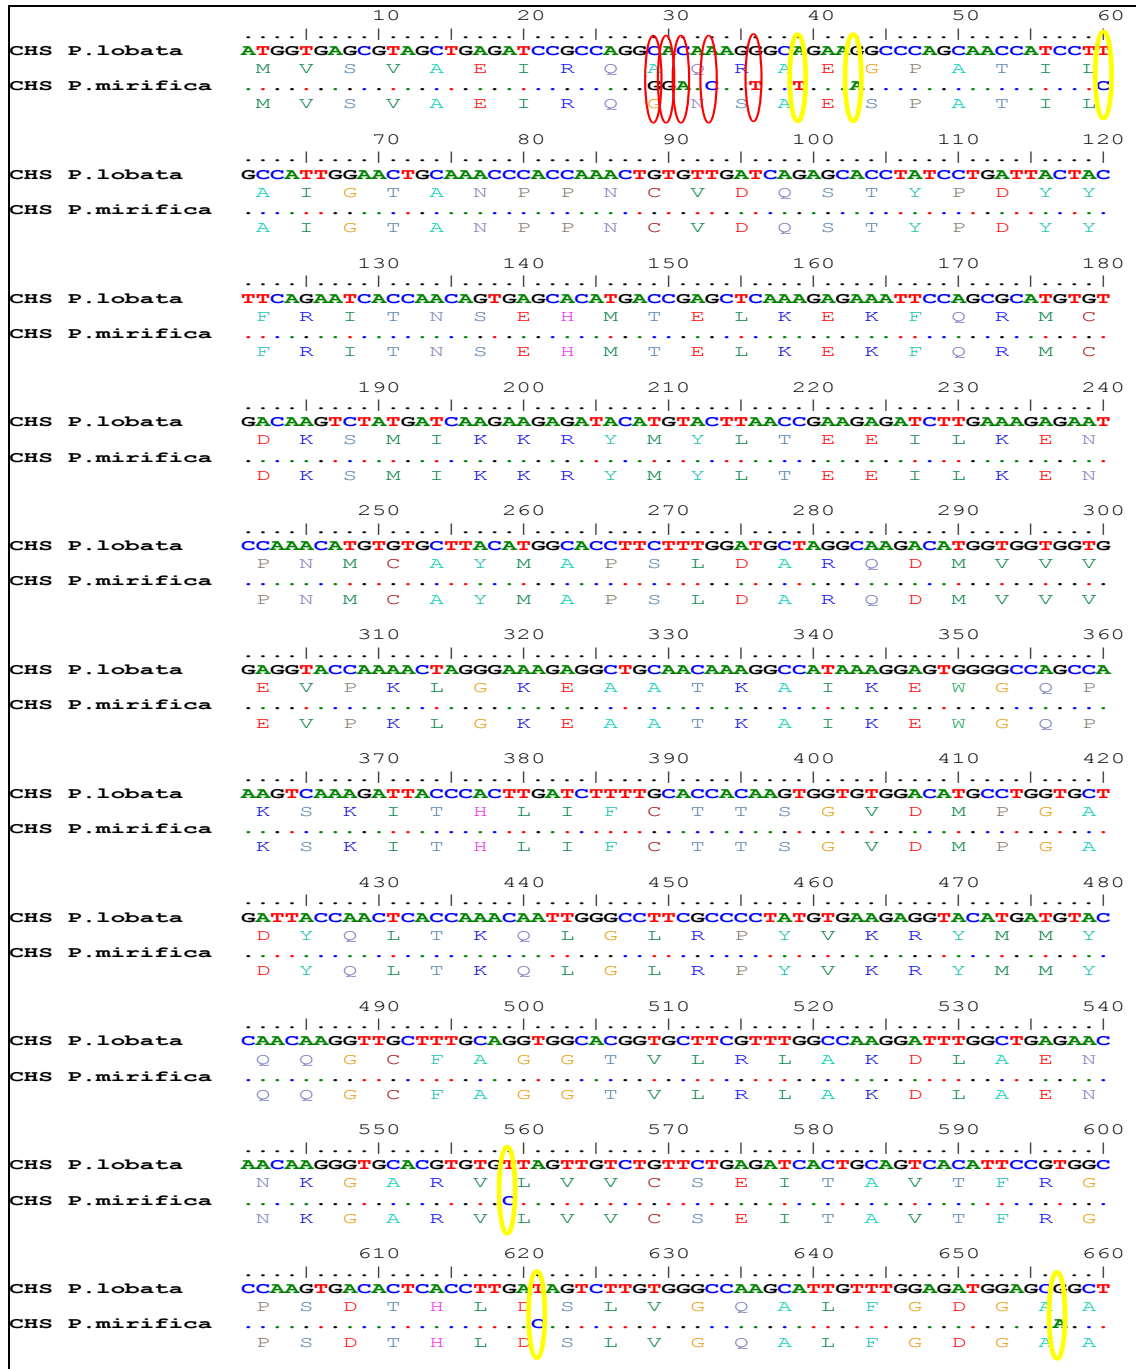 10 20 30 40 50 60
....|....|....|....|....|....|....|....|....|....|....|....|
CHS P.lobata ATGGTGAGCGTAGCTGAGATCCGCCAGGCACAAAGGGCAGAAGGCCCAGCAACCATCCTT
M V S V A E I R Q A Q R A E G P A T I L
CHS P.mirifica ............................GGA.C..T..T...A................C
M V S V A E I R Q G N S A E S P A T I L
70 80 90 100 110 120
....|....|....|....|....|....|....|....|....|....|....|....|
CHS P.lobata GCCATTGGAACTGCAAACCCACCAAACTGTGTTGATCAGAGCACCTATCCTGATTACTAC
A I G T A N P P N C V D Q S T Y P D Y Y
CHS P.mirifica ............................................................
A I G T A N P P N C V D Q S T Y P D Y Y
130 140 150 160 170 180
....|....|....|....|....|....|....|....|....|....|....|....|
CHS P.lobata TTCAGAATCACCAACAGTGAGCACATGACCGAGCTCAAAGAGAAATTCCAGCGCATGTGT
F R I T N S E H M T E L K E K F Q R M C
CHS P.mirifica ............................................................
F R I T N S E H M T E L K E K F Q R M C
190 200 210 220 230 240
....|....|....|....|....|....|....|....|....|....|....|....|
CHS P.lobata GACAAGTCTATGATCAAGAAGAGATACATGTACTTAACCGAAGAGATCTTGAAAGAGAAT
D K S M I K K R Y M Y L T E E I L K E N
CHS P.mirifica ............................................................
D K S M I K K R Y M Y L T E E I L K E N
250 260 270 280 290 300
....|....|....|....|....|....|....|....|....|....|....|....|
CHS P.lobata CCAAACATGTGTGCTTACATGGCACCTTCTTTGGATGCTAGGCAAGACATGGTGGTGGTG
P N M C A Y M A P S L D A R Q D M V V V
CHS P.mirifica ............................................................
P N M C A Y M A P S L D A R Q D M V V V
310 320 330 340 350 360
....|....|....|....|....|....|....|....|....|....|....|....|
CHS P.lobata GAGGTACCAAAACTAGGGAAAGAGGCTGCAACAAAGGCCATAAAGGAGTGGGGCCAGCCA
E V P K L G K E A A T K A I K E W G Q P
CHS P.mirifica ............................................................
E V P K L G K E A A T K A I K E W G Q P
370 380 390 400 410 420
....|....|....|....|....|....|....|....|....|....|....|....|
CHS P.lobata AAGTCAAAGATTACCCACTTGATCTTTTGCACCACAAGTGGTGTGGACATGCCTGGTGCT
K S K I T H L I F C T T S G V D M P G A
CHS P.mirifica ............................................................
K S K I T H L I F C T T S G V D M P G A
430 440 450 460 470 480
....|....|....|....|....|....|....|....|....|....|....|....|
CHS P.lobata GATTACCAACTCACCAAACAATTGGGCCTTCGCCCCTATGTGAAGAGGTACATGATGTAC
D Y Q L T K Q L G L R P Y V K R Y M M Y
CHS P.mirifica ............................................................
D Y Q L T K Q L G L R P Y V K R Y M M Y
490 500 510 520 530 540
....|....|....|....|....|....|....|....|....|....|....|....|
CHS P.lobata CAACAAGGTTGCTTTGCAGGTGGCACGGTGCTTCGTTTGGCCAAGGATTTGGCTGAGAAC
Q Q G C F A G G T V L R L A K D L A E N
CHS P.mirifica ............................................................
Q Q G C F A G G T V L R L A K D L A E N
550 560 570 580 590 600
....|....|....|....|....|....|....|....|....|....|....|....|
CHS P.lobata AACAAGGGTGCACGTGTGTTAGTTGTCTGTTCTGAGATCACTGCAGTCACATTCCGTGGC
N K G A R V L V V C S E I T A V T F R G
CHS P.mirifica ..................C.........................................
N K G A R V L V V C S E I T A V T F R G
610 620 630 640 650 660
....|....|....|....|....|....|....|....|....|....|....|....|
CHS P.lobata CCAAGTGACACTCACCTTGATAGTCTTGTGGGCCAAGCATTGTTTGGAGATGGAGCGGCT
P S D T H L D S L V G Q A L F G D G A A
CHS P.mirifica ....................C...................................A...
P S D T H L D S L V G Q A L F G D G A A